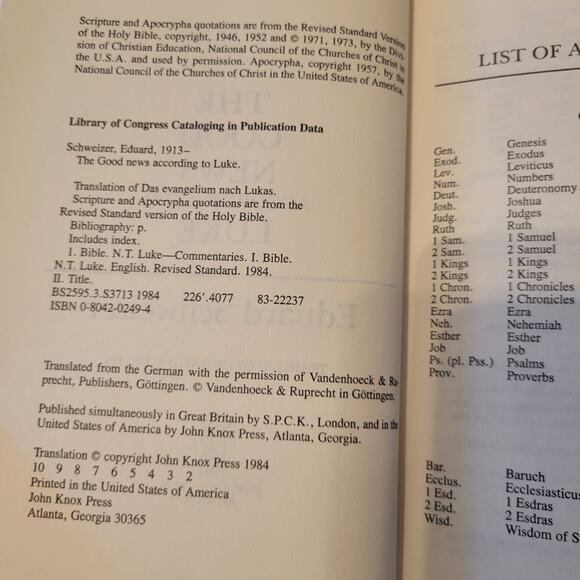 Scripture and Apocrypha quotations are from the Revised Standard Version
of the Holy Bible, copyright, 1946, 1952 and © 1971, 1973, by the Divi-
sion of Christian Education, National Council of the Churches of Christ in
the U.S.A. and used by permission. Apocrypha, copyright 1957, by the
National Council of the Churches of Christ in the United States of America.
Library of Congress Cataloging in Publication Data
Schweizer, Eduard, 1913–
The Good news according to Luke.
Translation of Das evangelium nach Lukas.
Scripture and Apocrypha quotations are from the
Revised Standard version of the Holy Bible.
Bibliography: p.
Includes index.
1. Bible. N.T. Luke—Commentaries. I. Bible.
N.T. Luke. English. Revised Standard. 1984.
II. Title.
BS2595.3.S3713 1984 226′.4077 83-22237
ISBN 0-8042-0249-4
Translated from the German with the permission of Vandenhoeck & Ru-
precht, Publishers, Göttingen. © Vandenhoeck & Ruprecht in Göttingen.
Published simultaneously in Great Britain by S.P.C.K., London, and in the
United States of America by John Knox Press, Atlanta, Georgia.
Translation © copyright John Knox Press 1984
10 9 8 7 6 5 4 3 2
Printed in the United States of America
John Knox Press
Atlanta, Georgia 30365
LIST OF A
Gen. Genesis
Exod. Exodus
Lev. Leviticus
Num. Numbers
Deut. Deuteronomy
Josh. Joshua
Judg. Judges
Ruth Ruth
1 Sam. 1 Samuel
2 Sam. 2 Samuel
1 Kings 1 Kings
2 Kings 2 Kings
1 Chron. 1 Chronicles
2 Chron. 2 Chronicles
Ezra Ezra
Neh. Nehemiah
Esther Esther
Job Job
Ps. (pl. Pss.) Psalms
Prov. Proverbs
Bar. Baruch
Ecclus. Ecclesiasticus
1 Esd. 1 Esdras
2 Esd. 2 Esdras
Wisd. Wisdom of S